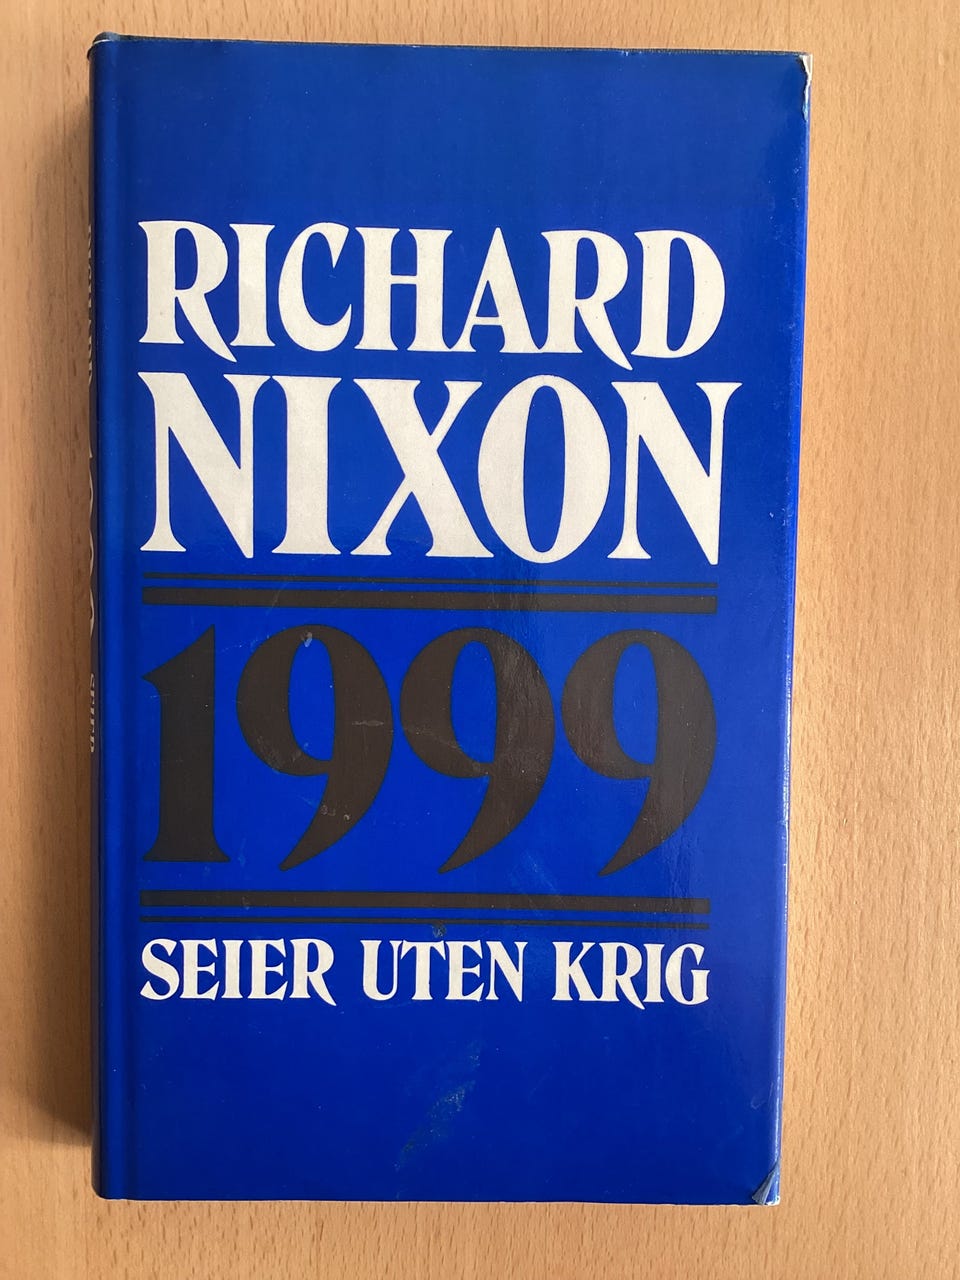 RICHARD
NIXON
1999
SEIER UTEN KRIG